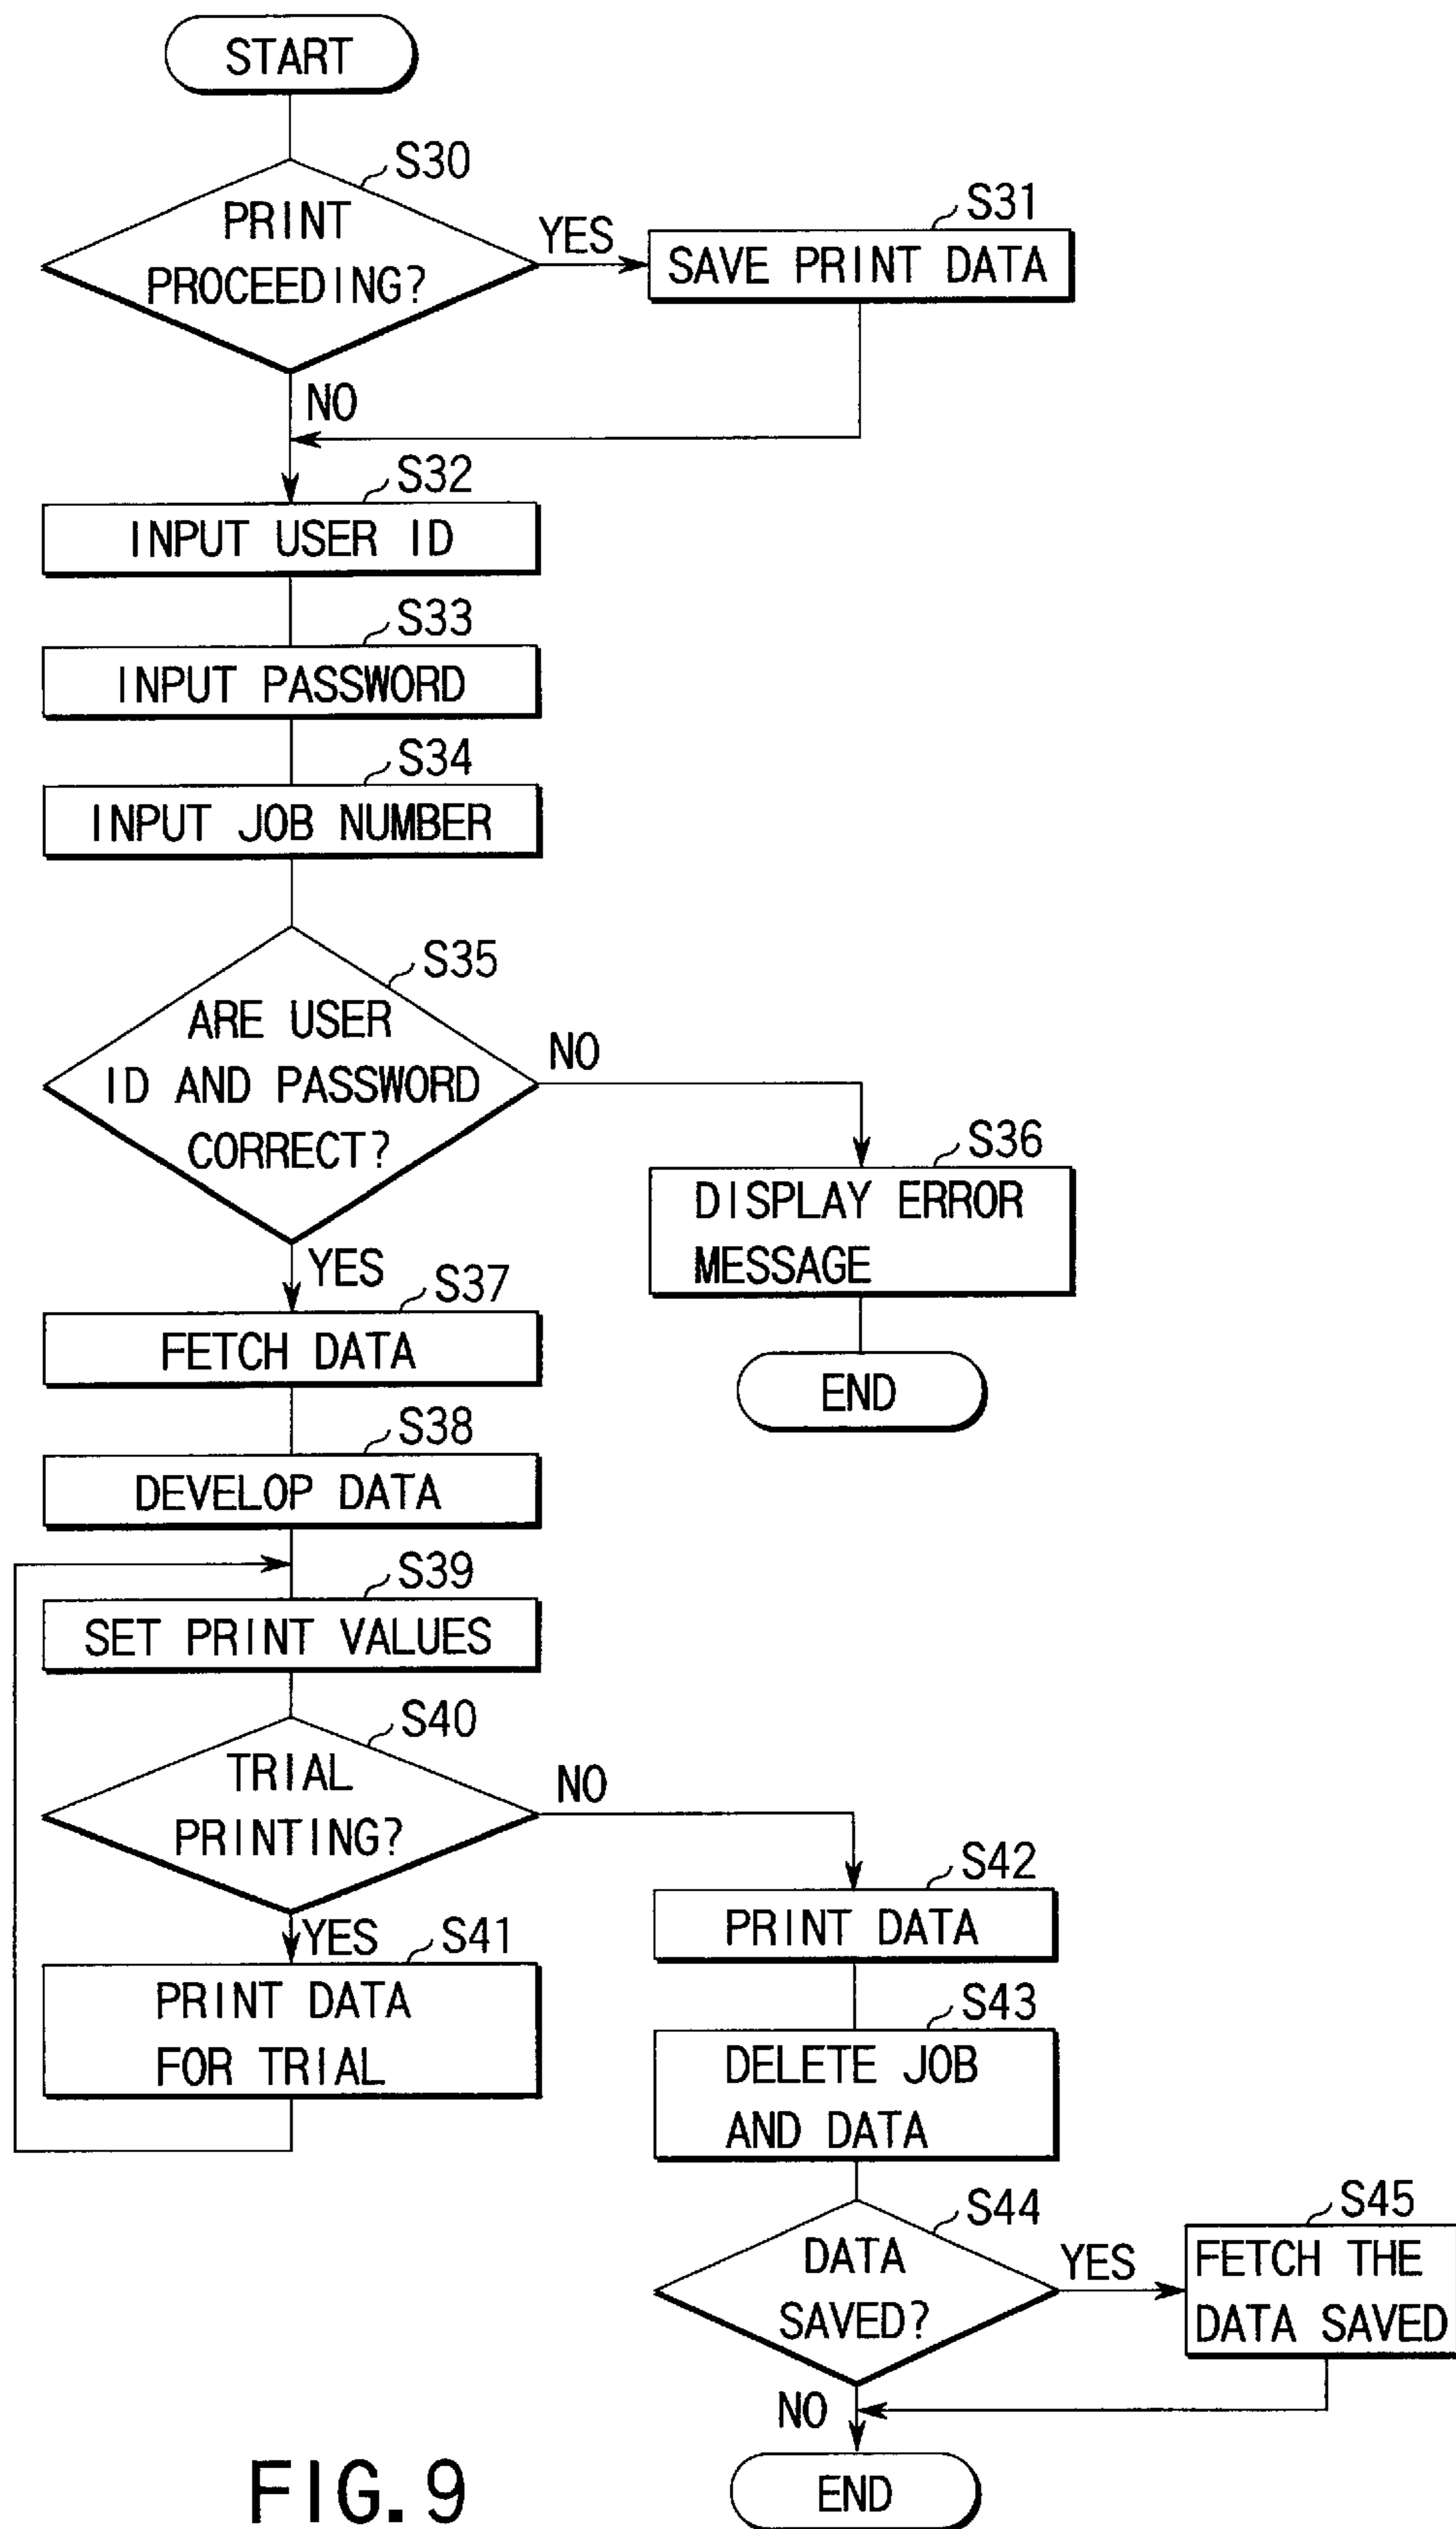 START
S30
PRINT
PROCEEDING?
YES
S31
SAVE PRINT DATA
NO
S32
INPUT USER ID
S33
INPUT PASSWORD
S34
INPUT JOB NUMBER
S35
ARE USER
ID AND PASSWORD
CORRECT?
NO
S36
DISPLAY ERROR
MESSAGE
END
YES
S37
FETCH DATA
S38
DEVELOP DATA
S39
SET PRINT VALUES
S40
TRIAL
PRINTING?
NO
YES
S41
PRINT DATA
FOR TRIAL
S42
PRINT DATA
S43
DELETE JOB
AND DATA
S44
DATA
SAVED?
YES
S45
FETCH THE
DATA SAVED
NO
END
FIG. 9